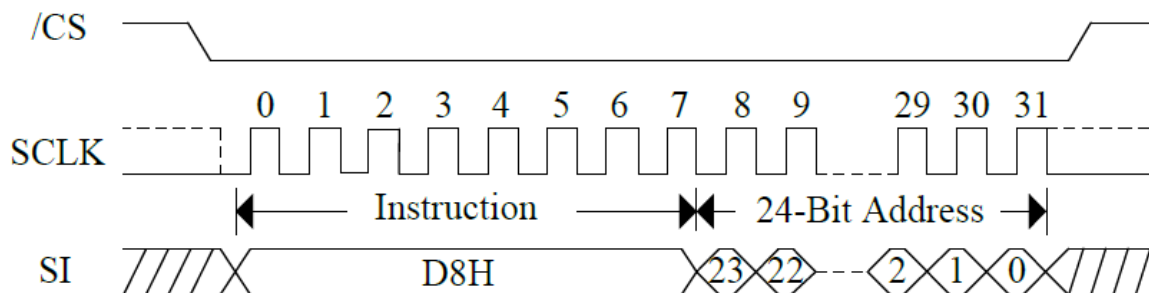 /CS
0 1 2 3 4 5 6 7 8 9 29 30 31
SCLK
Instruction 24-Bit Address
SI D8H 23 22 2 1 0